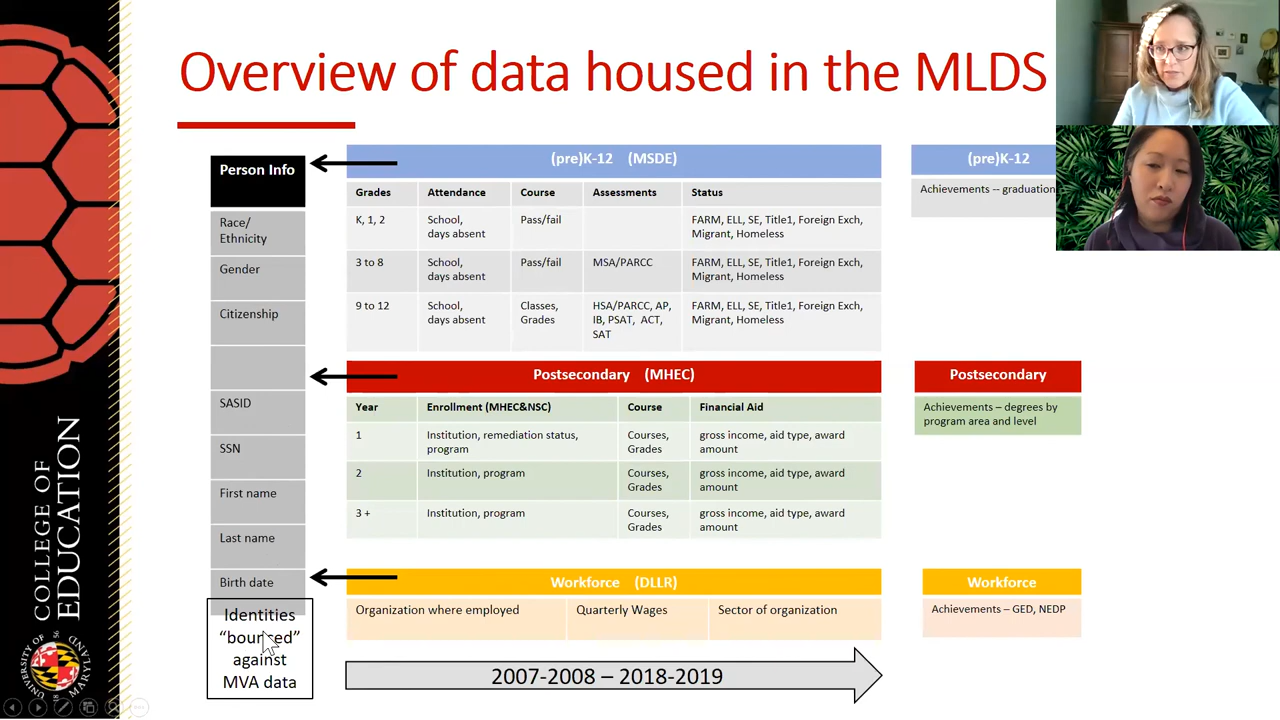 Overview of data housed in the MLDS
Person Info
Race/
Ethnicity
Gender
Citizenship
SASID
SSN
First name
Last name
Birth date
Identities
“bounced”
against
MVA data
(pre)K-12 (MSDE)
Grades Attendance Course Assessments Status
K, 1, 2 School, days absent Pass/fail FARM, ELL, SE, Title1, Foreign Exch, Migrant, Homeless
3 to 8 School, days absent Pass/fail MSA/PARCC FARM, ELL, SE, Title1, Foreign Exch, Migrant, Homeless
9 to 12 School, days absent Classes, Grades HSA/PARCC, AP, IB, PSAT, ACT, SAT FARM, ELL, SE, Title1, Foreign Exch, Migrant, Homeless
(pre)K-12
Achievements -- graduation
Postsecondary (MHEC)
Year Enrollment (MHEC&NSC) Course Financial Aid
1 Institution, remediation status, program Courses, Grades gross income, aid type, award amount
2 Institution, program Courses, Grades gross income, aid type, award amount
3 + Institution, program Courses, Grades gross income, aid type, award amount
Postsecondary
Achievements – degrees by
program area and level
Workforce (DLLR)
Organization where employed Quarterly Wages Sector of organization
Workforce
Achievements – GED, NEDP
2007-2008 – 2018-2019
COLLEGE OF
EDUCATION
UNIVERSITY OF
MARYLAND